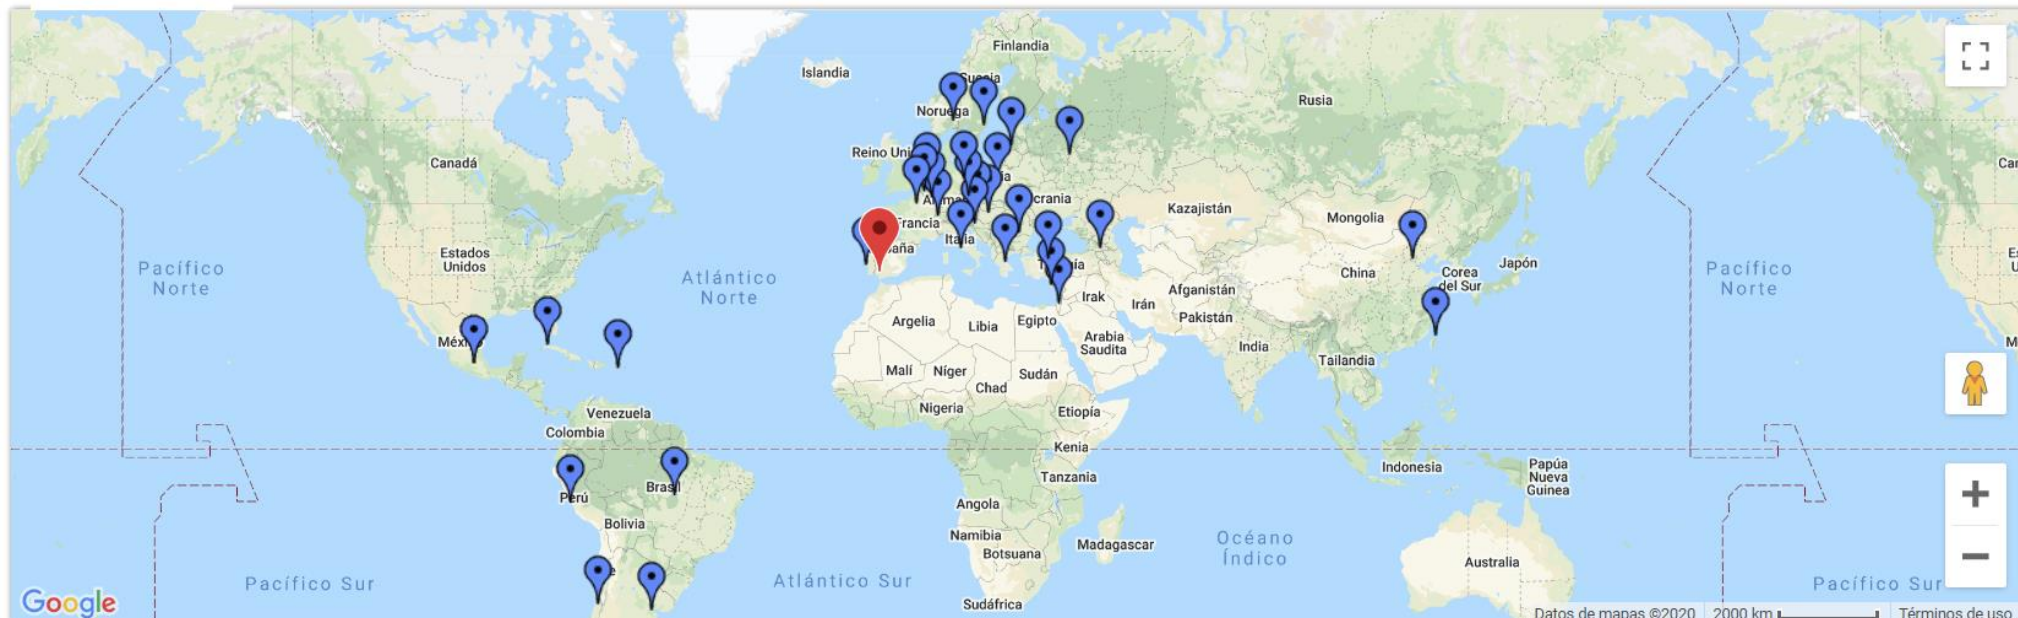 Finlandia
Islandia
Suecia
Rusia
Noruega
Canadá
Reino Uni
Kazajistán
crania
Mongolia
Francia
Italia
aña
Estados
Unidos
Pacífico
Norte
Atlántico
Norte
China
Corea
del Sur
Japón
Pacífico
Norte
Afganistán
Irak
Irán
Pakistán
Argelia
Libia
Egipto
Arabia
Saudita
India
Tailandia
Malí
Níger
Chad
Sudán
Nigeria
Etiopía
Venezuela
Colombia
Kenia
Tanzania
Indonesia
Papúa
Nueva
Guinea
Perú
Brasil
Bolivia
Angola
Namibia
Botsuana
Madagascar
Océano
Índico
Australia
Pacífico Sur
Atlántico Sur
Pacífico Sur
Sudáfrica
Google
Datos de mapas ©2020
2000 km
Términos de uso